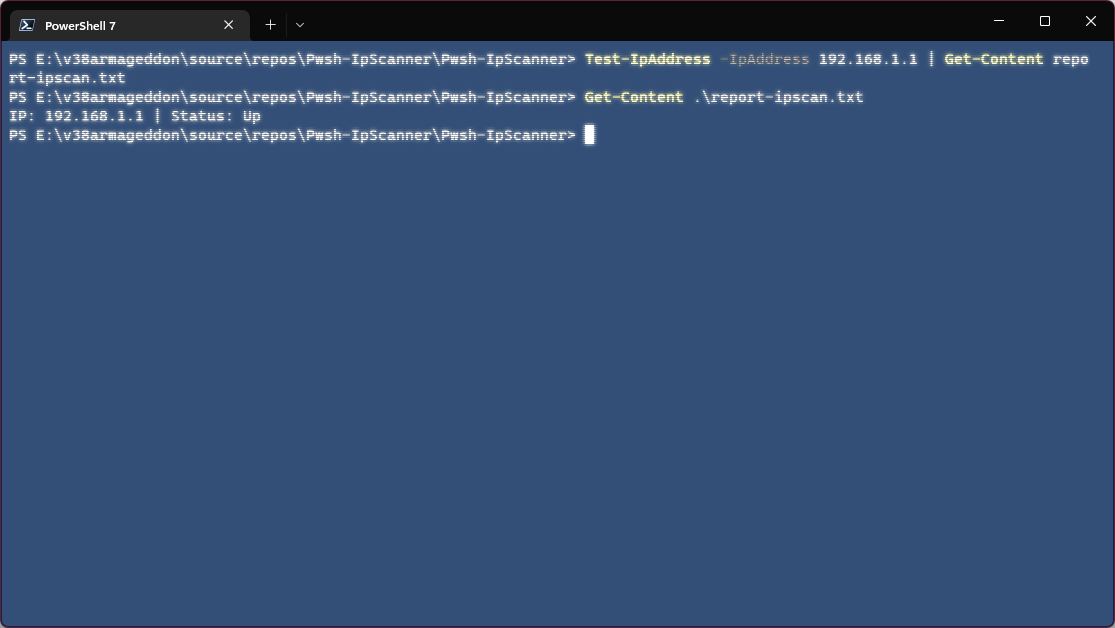 PowerShell 7
PS E:\v38armageddon\source\repos\Pwsh-IpScanner\Pwsh-IpScanner> Test-IpAddress -IpAddress 192.168.1.1 | Get-Content repo
rt-ipscan.txt
PS E:\v38armageddon\source\repos\Pwsh-IpScanner\Pwsh-IpScanner> Get-Content .\report-ipscan.txt
IP: 192.168.1.1 | Status: Up
PS E:\v38armageddon\source\repos\Pwsh-IpScanner\Pwsh-IpScanner>